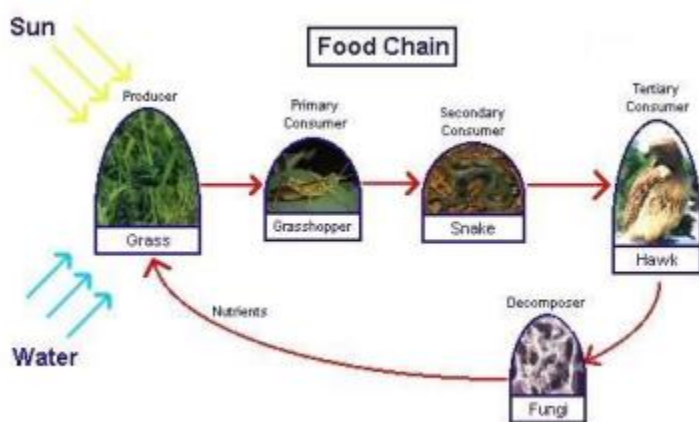 Sun
Food Chain
Producer
Primary
Consumer
Secondary
Consumer
Tertiary
Consumer
Grass
Grasshopper
Snake
Hawk
Nutrients
Decomposer
Water
Fungi